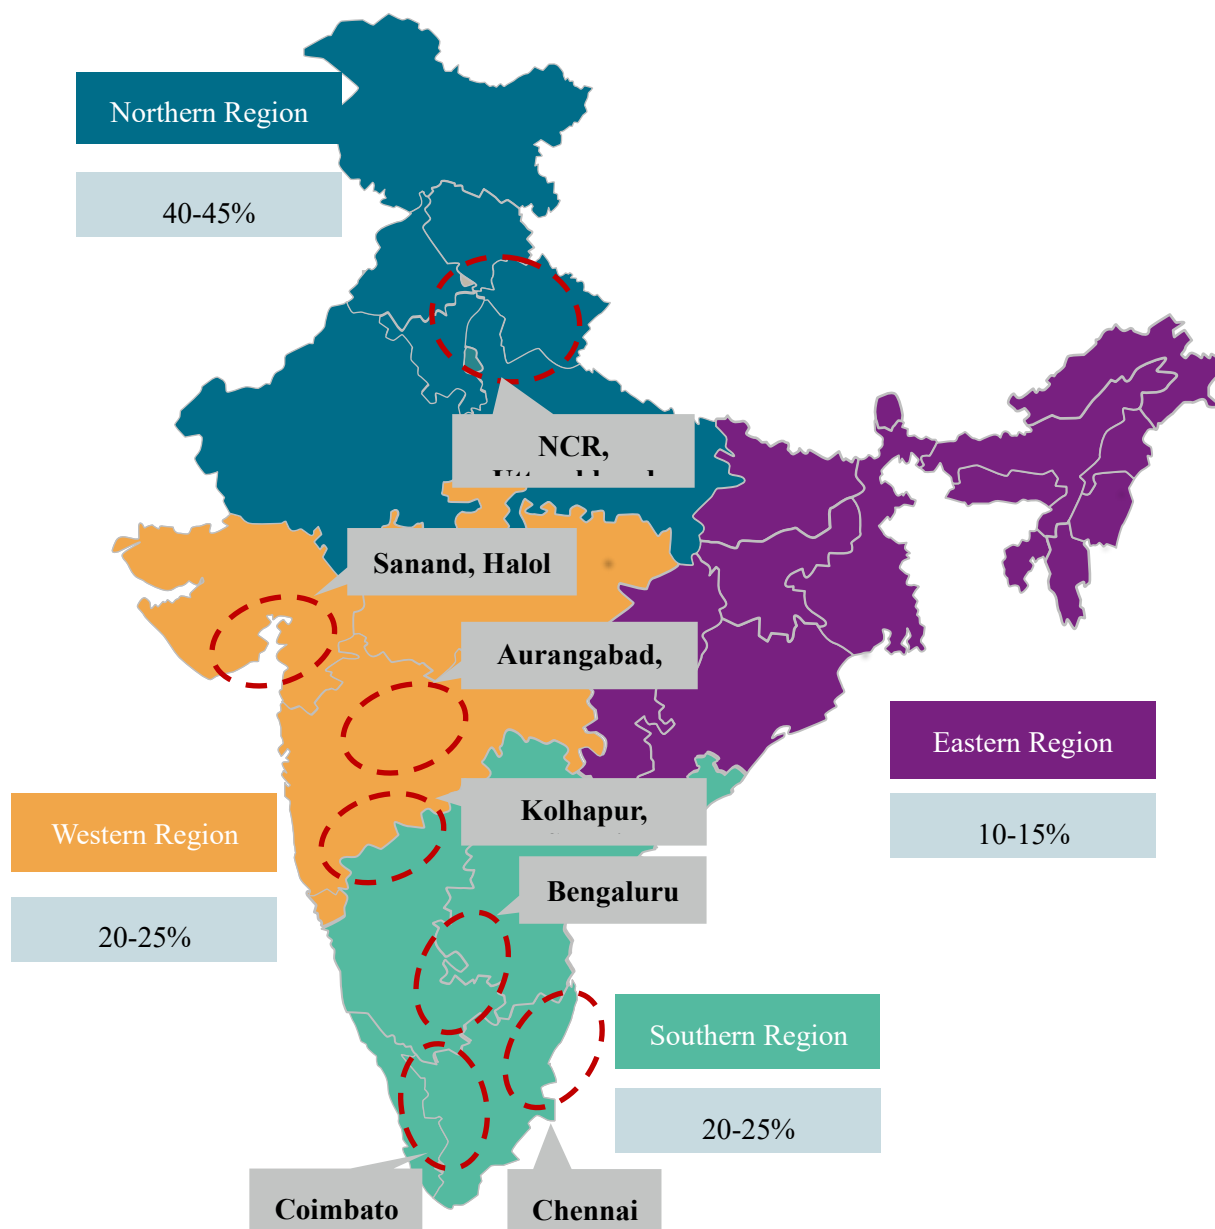 Northern Region
40-45%
NCR,
Sanand, Halol
Aurangabad,
Eastern Region
10-15%
Kolhapur,
Western Region
20-25%
Bengaluru
Southern Region
20-25%
Coimbato
Chennai